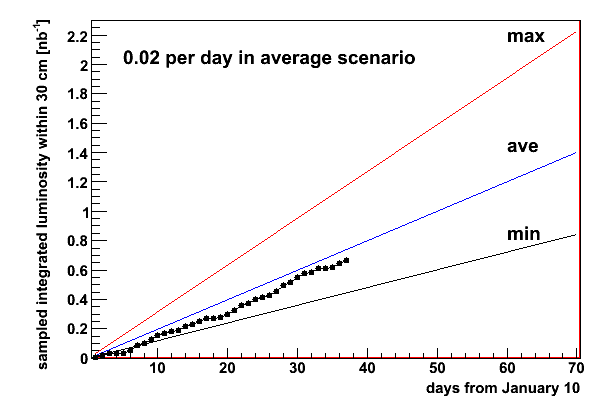 sampled integrated luminosity within 30 cm [nb-1]
0.02 per day in average scenario
max
ave
min
2.2
2
1.8
1.6
1.4
1.2
1
0.8
0.6
0.4
0.2
0
10 20 30 40 50 60 70
days from January 10